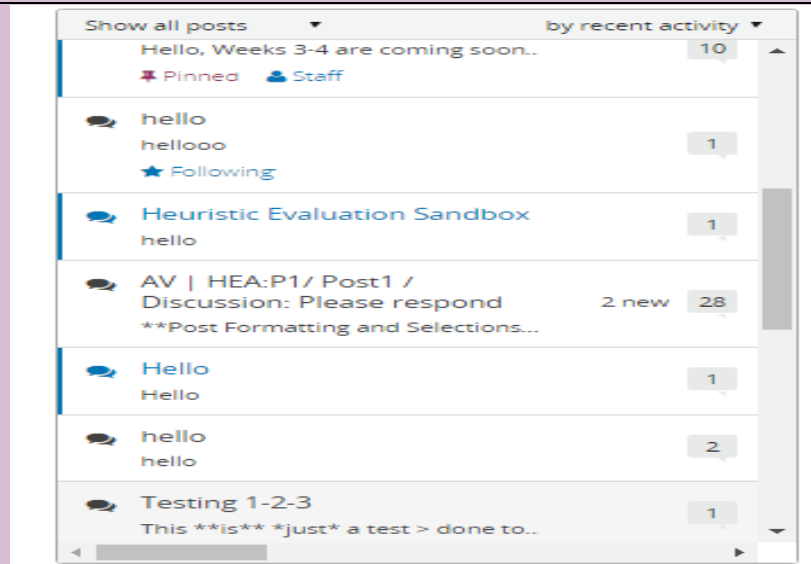 Show all posts by recent activity
Hello, Weeks 3-4 are coming soon... 10
Pinned Staff
hello
hellooo 1
Following
Heuristic Evaluation Sandbox
hello 1
AV | HEA:P1/ Post1 /
Discussion: Please respond 2 new 28
**Post Formatting and Selections...
Hello
Hello 1
hello
hello 2
Testing 1-2-3
This **is** *just* a test > done to... 1